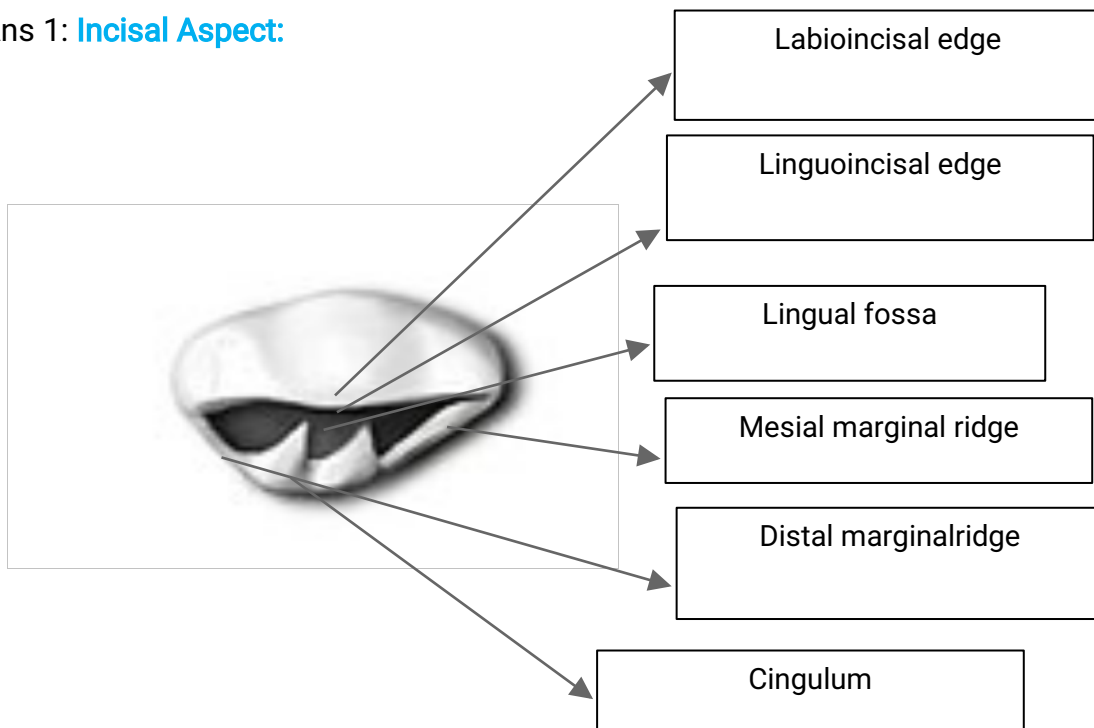 ns 1: Incisal Aspect:
Labioincisal edge
Linguoincisal edge
Lingual fossa
Mesial marginal ridge
Distal marginalridge
Cingulum